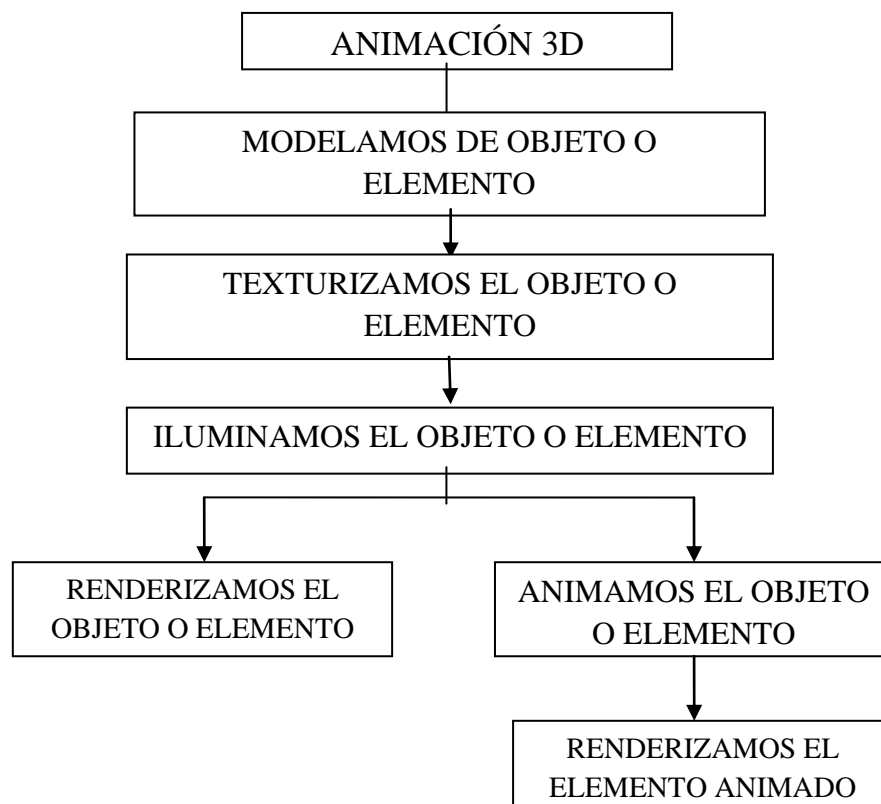 ANIMACIÓN 3D
MODELAMOS DE OBJETO O
ELEMENTO
TEXTURIZAMOS EL OBJETO O
ELEMENTO
ILUMINAMOS EL OBJETO O ELEMENTO
RENDERIZAMOS EL
OBJETO O ELEMENTO
ANIMAMOS EL OBJETO
O ELEMENTO
RENDERIZAMOS EL
ELEMENTO ANIMADO